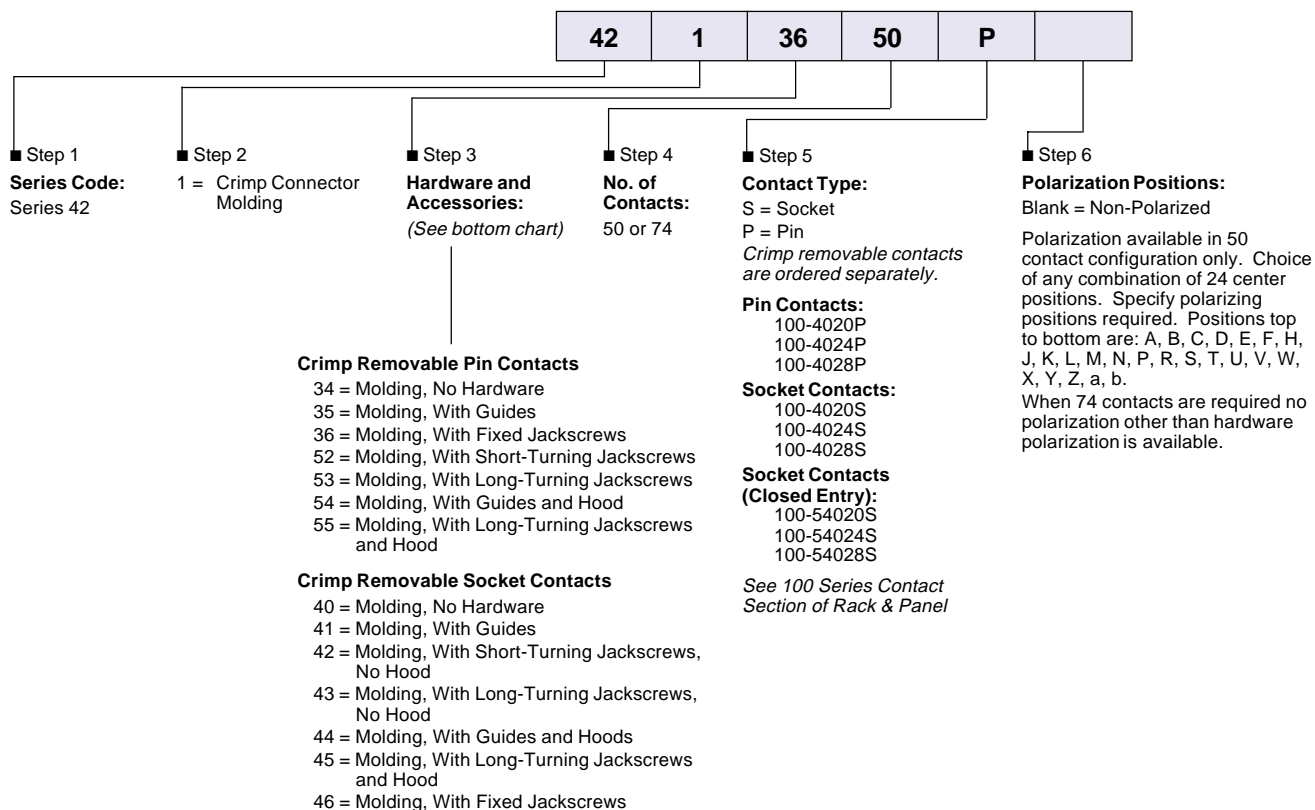 42 1 36 50 P
■ Step 1
Series Code:
Series 42
■ Step 2
1 = Crimp Connector
Molding
■ Step 3
Hardware and
Accessories:
(See bottom chart)
■ Step 4
No. of
Contacts:
50 or 74
■ Step 5
Contact Type:
S = Socket
P = Pin
Crimp removable contacts
are ordered separately.
Pin Contacts:
100-4020P
100-4024P
100-4028P
Socket Contacts:
100-4020S
100-4024S
100-4028S
Socket Contacts
(Closed Entry):
100-54020S
100-54024S
100-54028S
See 100 Series Contact
Section of Rack & Panel
■ Step 6
Polarization Positions:
Blank = Non-Polarized
Polarization available in 50
contact configuration only. Choice
of any combination of 24 center
positions. Specify polarizing
positions required. Positions top
to bottom are: A, B, C, D, E, F, H,
J, K, L, M, N, P, R, S, T, U, V, W,
X, Y, Z, a, b.
When 74 contacts are required no
polarization other than hardware
polarization is available.
Crimp Removable Pin Contacts
34 = Molding, No Hardware
35 = Molding, With Guides
36 = Molding, With Fixed Jackscrews
52 = Molding, With Short-Turning Jackscrews
53 = Molding, With Long-Turning Jackscrews
54 = Molding, With Guides and Hood
55 = Molding, With Long-Turning Jackscrews
and Hood
Crimp Removable Socket Contacts
40 = Molding, No Hardware
41 = Molding, With Guides
42 = Molding, With Short-Turning Jackscrews,
No Hood
43 = Molding, With Long-Turning Jackscrews,
No Hood
44 = Molding, With Guides and Hoods
45 = Molding, With Long-Turning Jackscrews
and Hood
46 = Molding, With Fixed Jackscrews